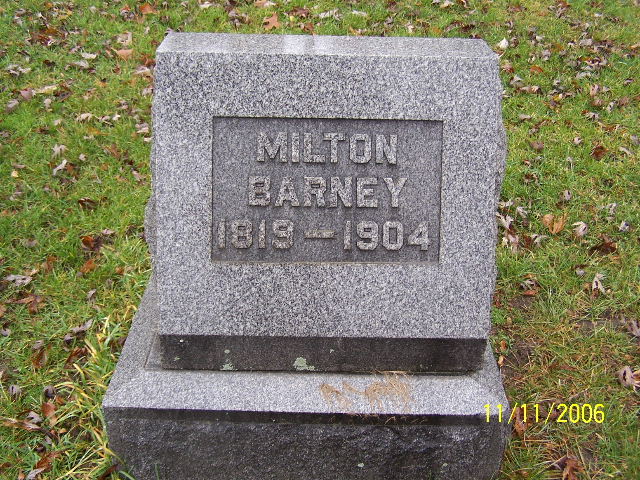 MILTON
BARNEY
1819 — 1904
11/11/2006